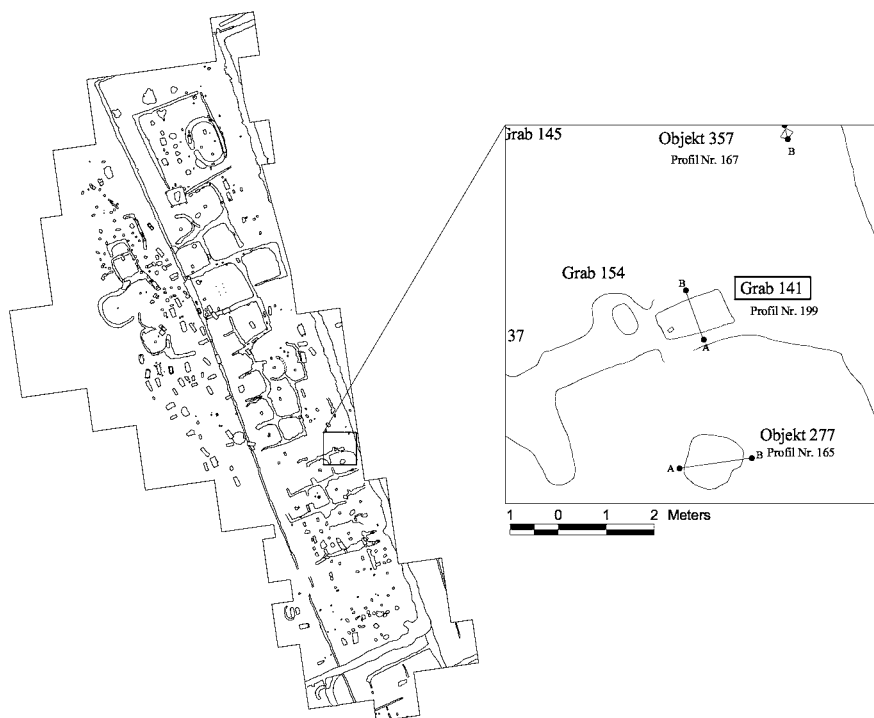 Grab 145
Objekt 357
Profil Nr. 167
B
Grab 154
B
Grab 141
Profil Nr. 199
37
A
Objekt 277
A
B
Profil Nr. 165
1 0 1 2 Meters